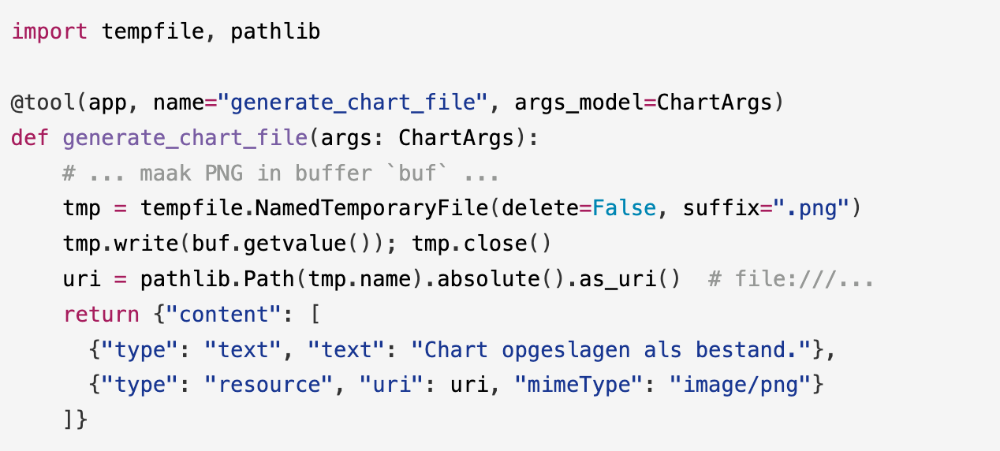 import tempfile, pathlib

@tool(app, name="generate_chart_file", args_model=ChartArgs)
def generate_chart_file(args: ChartArgs):
    # ... maak PNG in buffer `buf` ...
    tmp = tempfile.NamedTemporaryFile(delete=False, suffix=".png")
    tmp.write(buf.getvalue()); tmp.close()
    uri = pathlib.Path(tmp.name).absolute().as_uri()  # file:///...
    return {"content": [
      {"type": "text", "text": "Chart opgeslagen als bestand."},
      {"type": "resource", "uri": uri, "mimeType": "image/png"}
    ]}